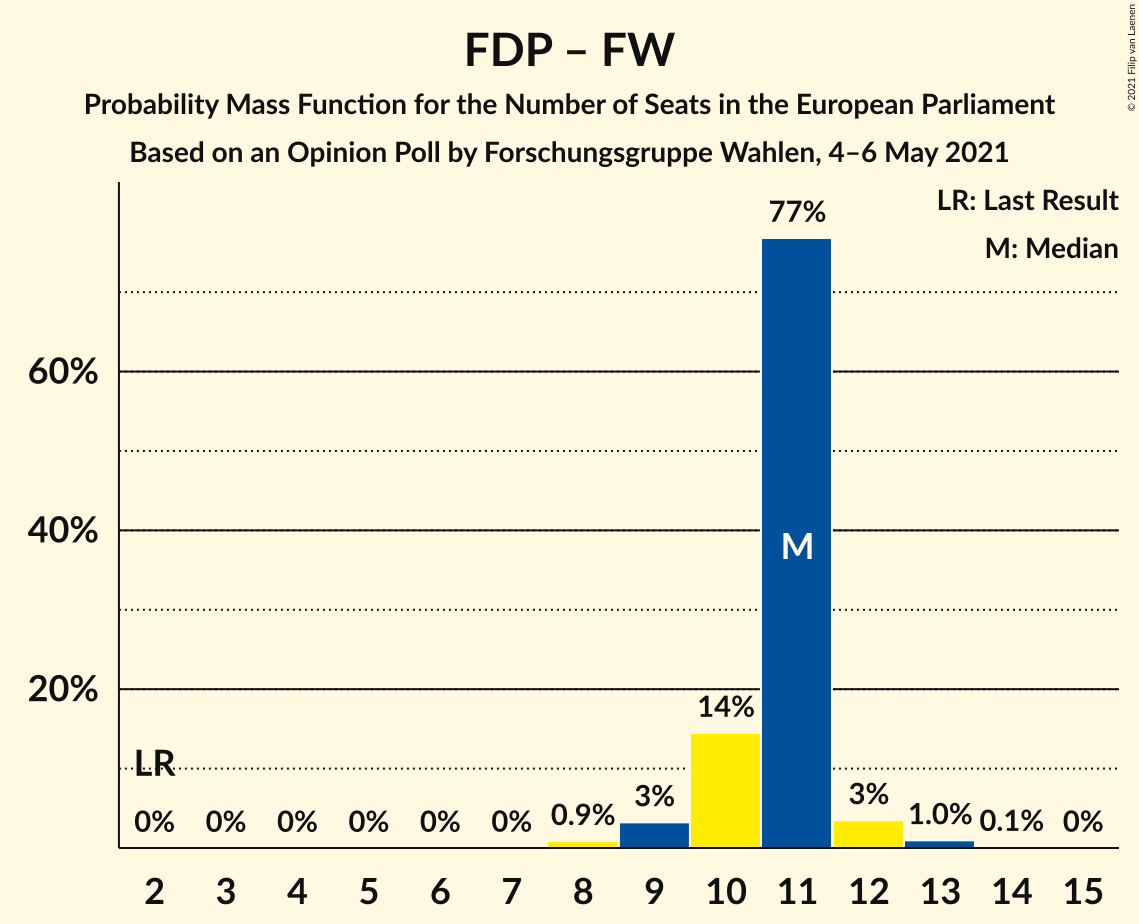 FDP – FW
Probability Mass Function for the Number of Seats in the European Parliament
Based on an Opinion Poll by Forschungsgruppe Wahlen, 4–6 May 2021
© 2021 Filip van Laenen
LR: Last Result
M: Median
77%
60%
40%
M
20%
14%
LR
0% 0% 0% 0% 0% 0% 0.9% 3% 3% 1.0% 0.1% 0%
2 3 4 5 6 7 8 9 10 11 12 13 14 15